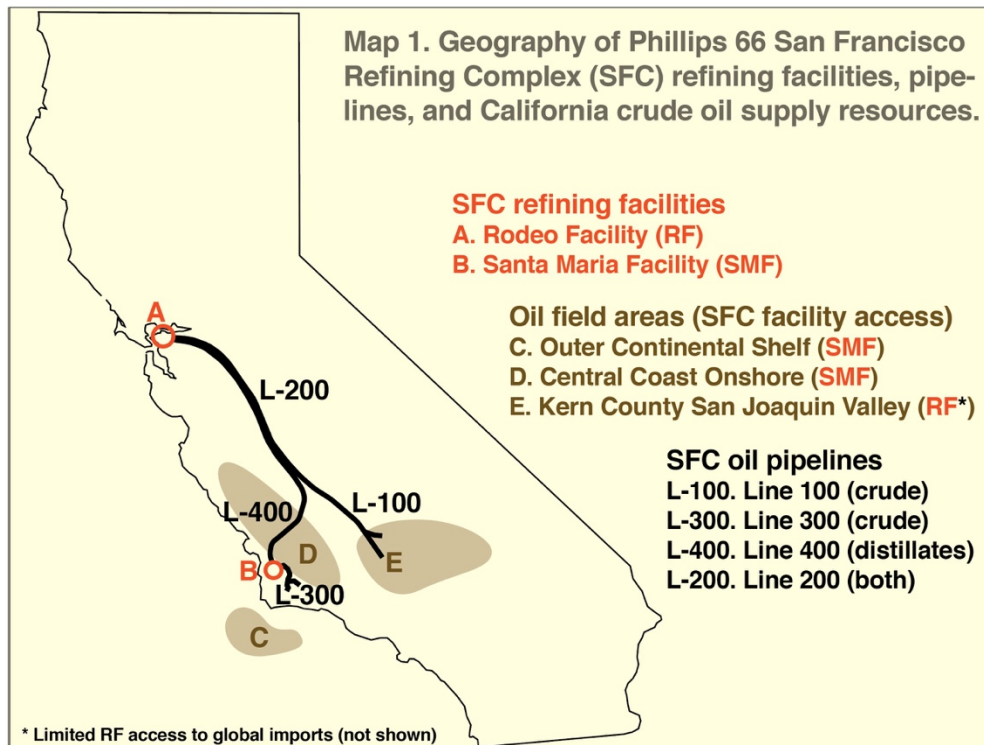 Map 1. Geography of Phillips 66 San Francisco
Refining Complex (SFC) refining facilities, pipe-
lines, and California crude oil supply resources.
SFC refining facilities
A. Rodeo Facility (RF)
B. Santa Maria Facility (SMF)
Oil field areas (SFC facility access)
C. Outer Continental Shelf (SMF)
D. Central Coast Onshore (SMF)
E. Kern County San Joaquin Valley (RF*)
SFC oil pipelines
L-100. Line 100 (crude)
L-300. Line 300 (crude)
L-400. Line 400 (distillates)
L-200. Line 200 (both)
A
L-200
L-100
L-400
D
E
B
L-300
C
* Limited RF access to global imports (not shown)